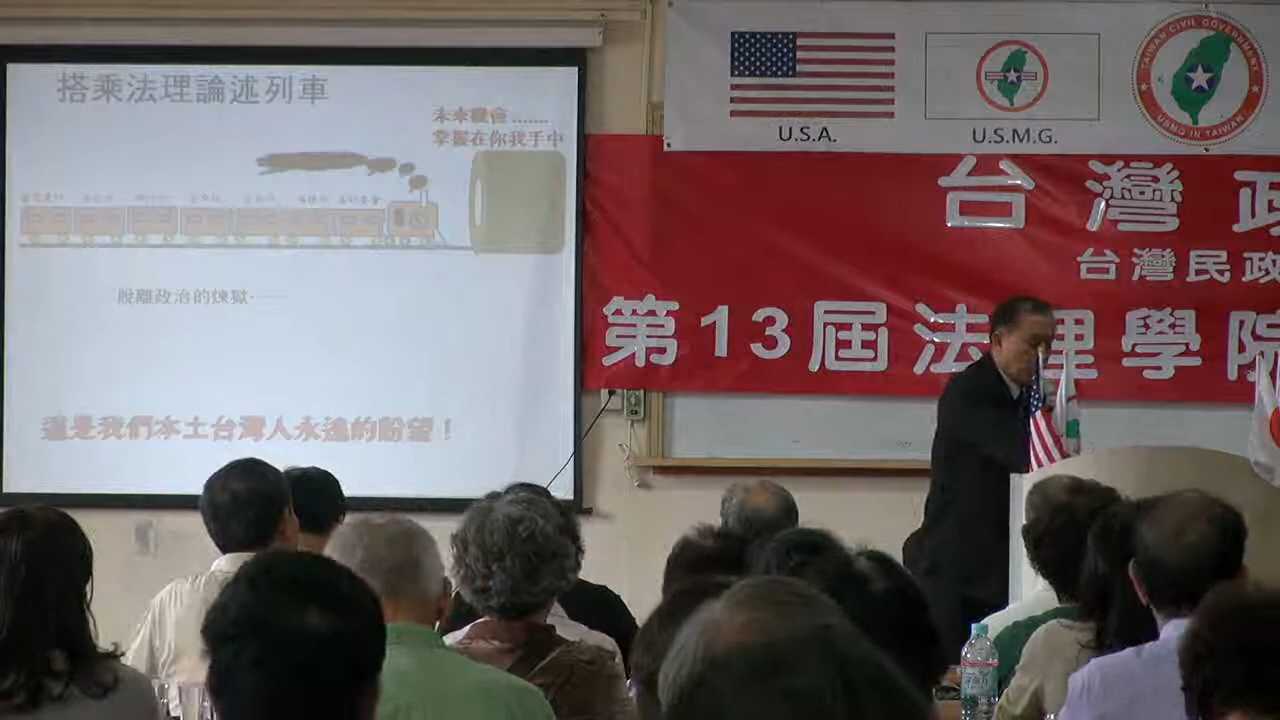 搭乘法理論述列車
未來機會.......
掌握在你我手中
脫離政治的煉獄……
這是我們本土台灣人永遠的盼望！
U.S.A.
U.S.M.G.
TAIWAN CIVIL GOVERNMENT
USMG IN TAIWAN
台灣政
台灣民政
第13屆法理學院